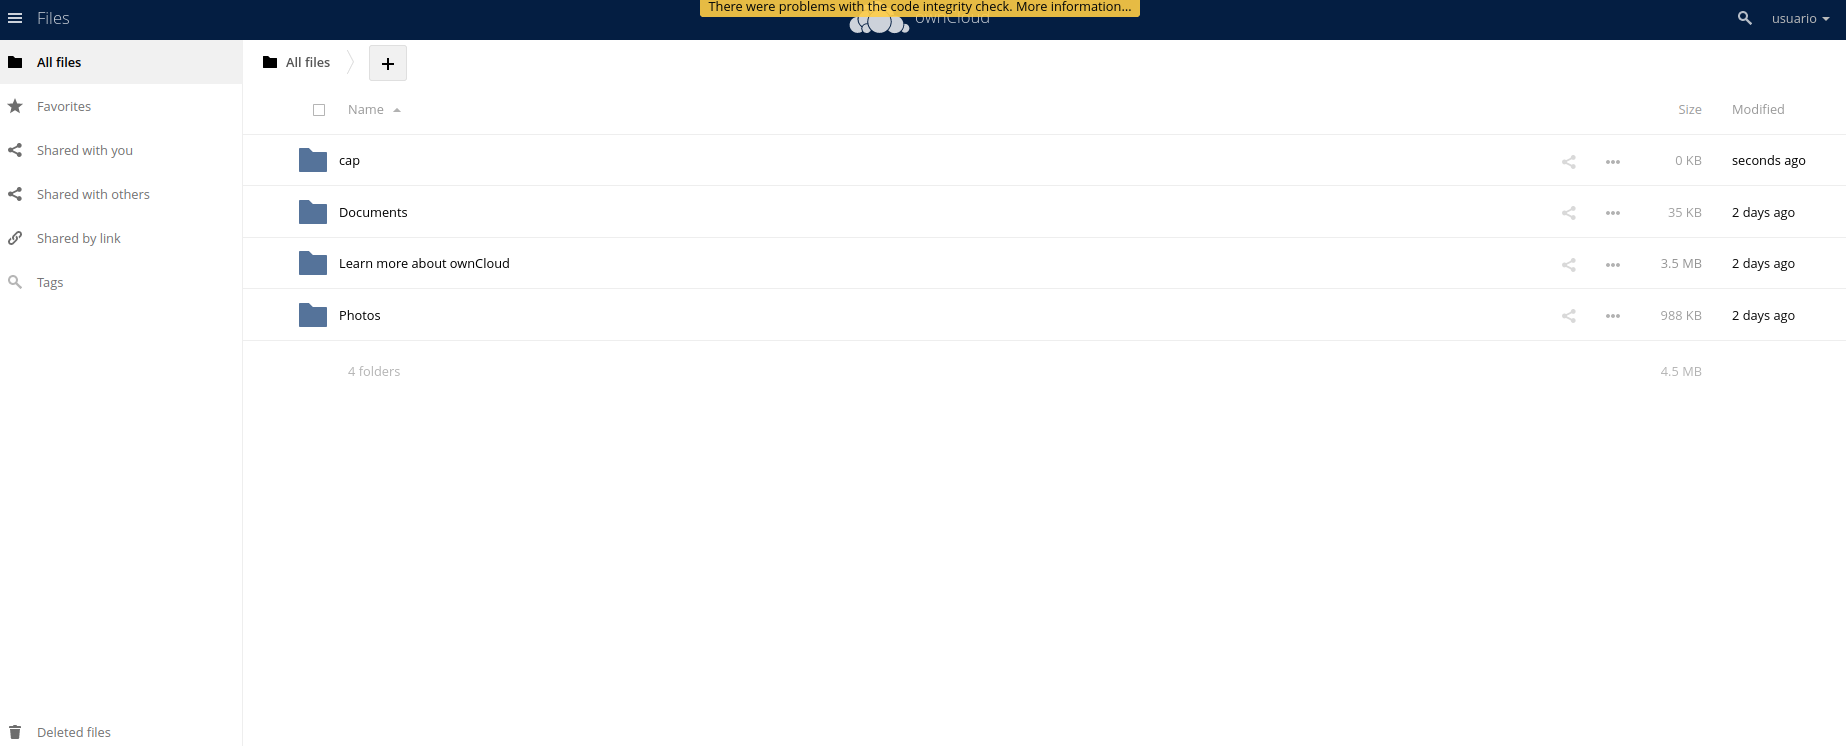 There were problems with the code integrity check. More information...
Files
ownCloud
usuario
All files
Favorites
Shared with you
Shared with others
Shared by link
Tags
Deleted files
All files
+
Name Size Modified
cap 0 KB seconds ago
Documents 35 KB 2 days ago
Learn more about ownCloud 3.5 MB 2 days ago
Photos 988 KB 2 days ago
4 folders 4.5 MB